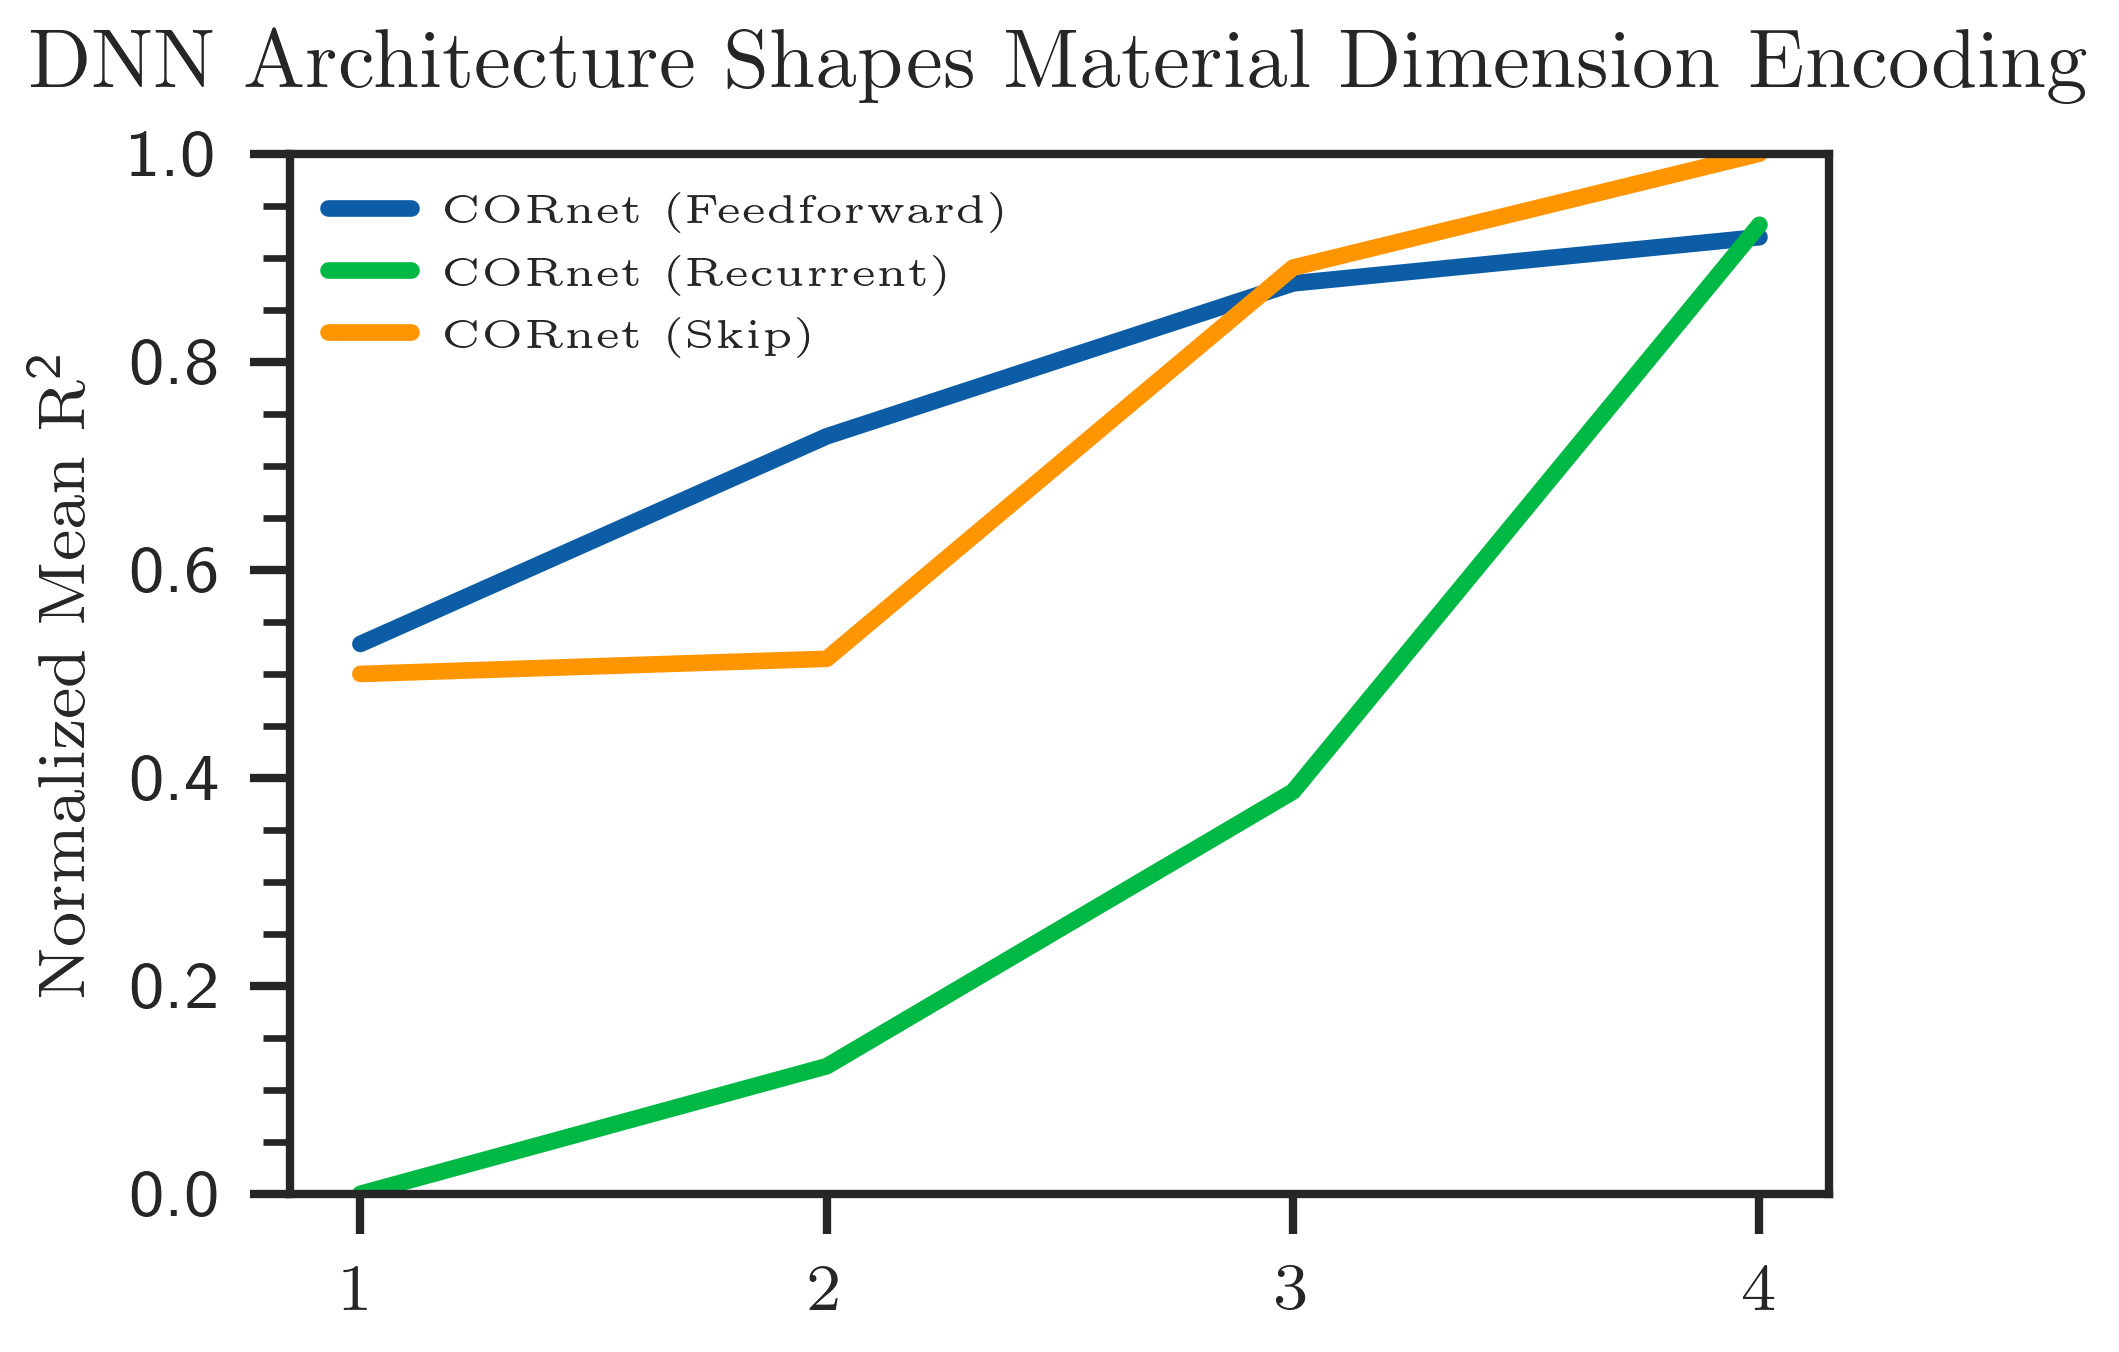 DNN Architecture Shapes Material Dimension Encoding
1.0
CORnet (Feedforward)
CORnet (Recurrent)
CORnet (Skip)
0.8
0.6
0.4
0.2
0.0
Normalized Mean R²
1 2 3 4